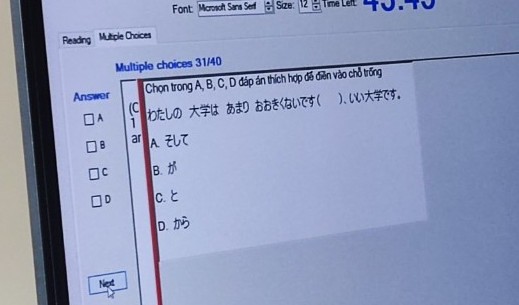 Font: Microsoft Sans Serif Size: 12 Time Left:
Reading Multiple Choices
Multiple choices 31/40
Answer
Chọn trong A, B, C, D đáp án thích hợp để điền vào chỗ trống
(C
1
ar
わたしの 大学は あまり おおきくないです( )、いい大学です。
A
B
C
D
A. そして
B. が
C. と
D. から
Next